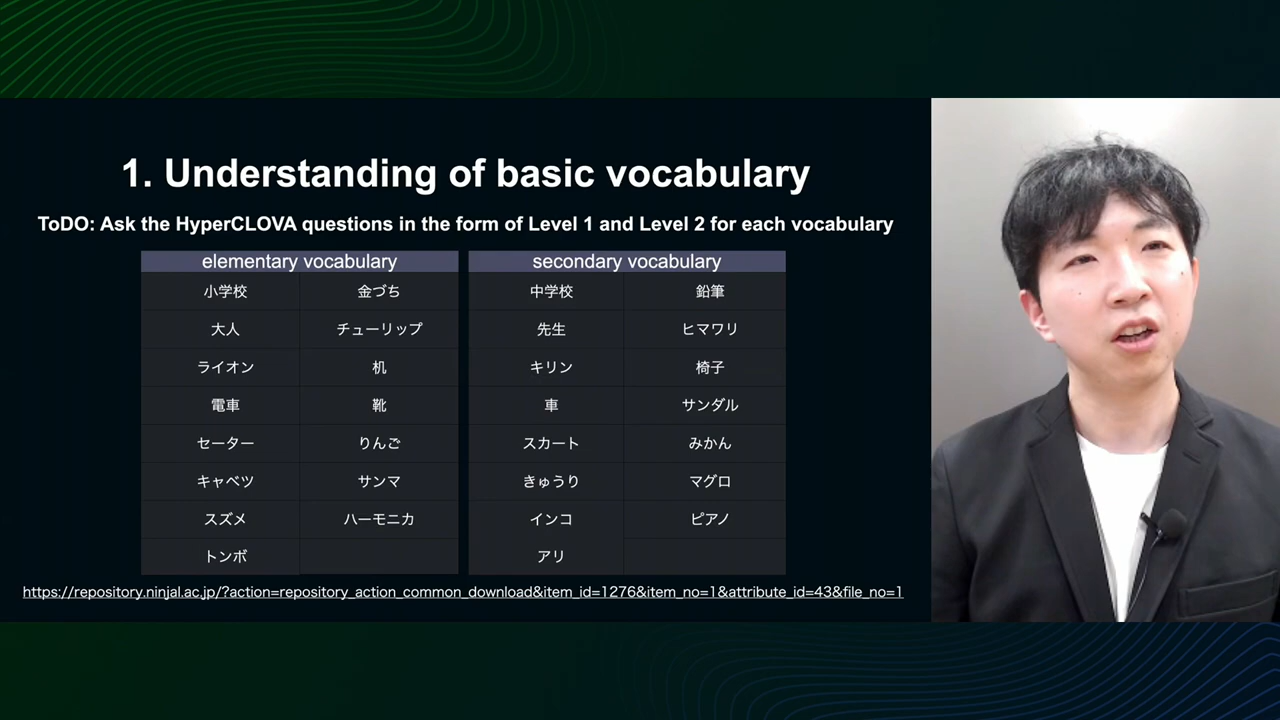 1. Understanding of basic vocabulary
ToDO: Ask the HyperCLOVA questions in the form of Level 1 and Level 2 for each vocabulary
elementary vocabulary secondary vocabulary
小学校 金づち 中学校 鉛筆
大人 チューリップ 先生 ヒマワリ
ライオン 机 キリン 椅子
電車 靴 車 サンダル
セーター りんご スカート みかん
キャベツ サンマ きゅうり マグロ
スズメ ハーモニカ インコ ピアノ
トンボ アリ
https://repository.ninjal.ac.jp/?action=repository_action_common_download&item_id=1276&item_no=1&attribute_id=43&file_no=1